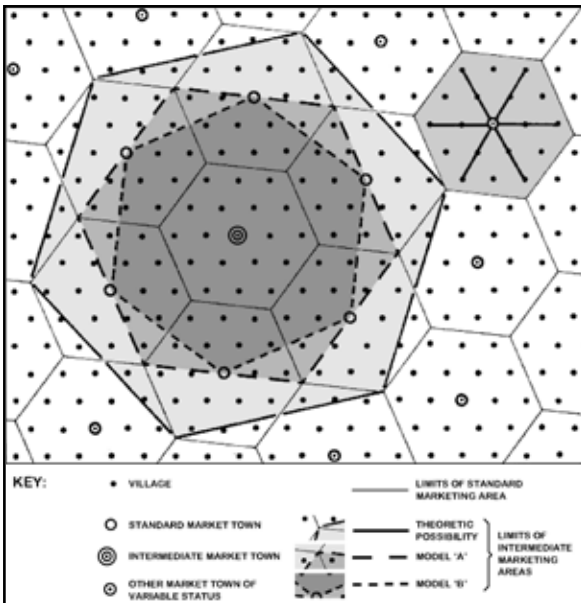 KEY:
VILLAGE
STANDARD MARKET TOWN
INTERMEDIATE MARKET TOWN
OTHER MARKET TOWN OF
VARIABLE STATUS
LIMITS OF STANDARD
MARKETING AREA
THEORETIC
POSSIBILITY
MODEL 'A'
MODEL 'B'
LIMITS OF
INTERMEDIATE
MARKETING
AREAS